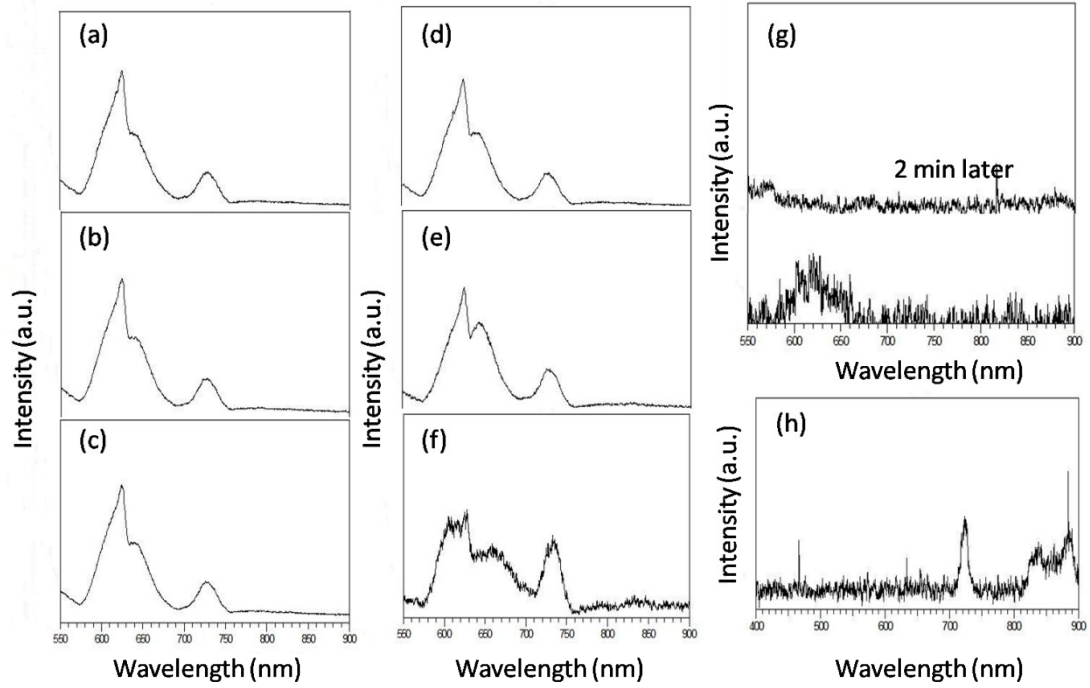 (a)
(b)
(c)
550 600 650 700 750 800 850 900
Wavelength (nm)
Intensity (a.u.)
(d)
(e)
(f)
550 600 650 700 750 800 850 900
Wavelength (nm)
Intensity (a.u.)
(g)
2 min later
550 600 650 700 750 800 850 900
Wavelength (nm)
Intensity (a.u.)
(h)
400 500 600 700 800 900
Wavelength (nm)
Intensity (a.u.)